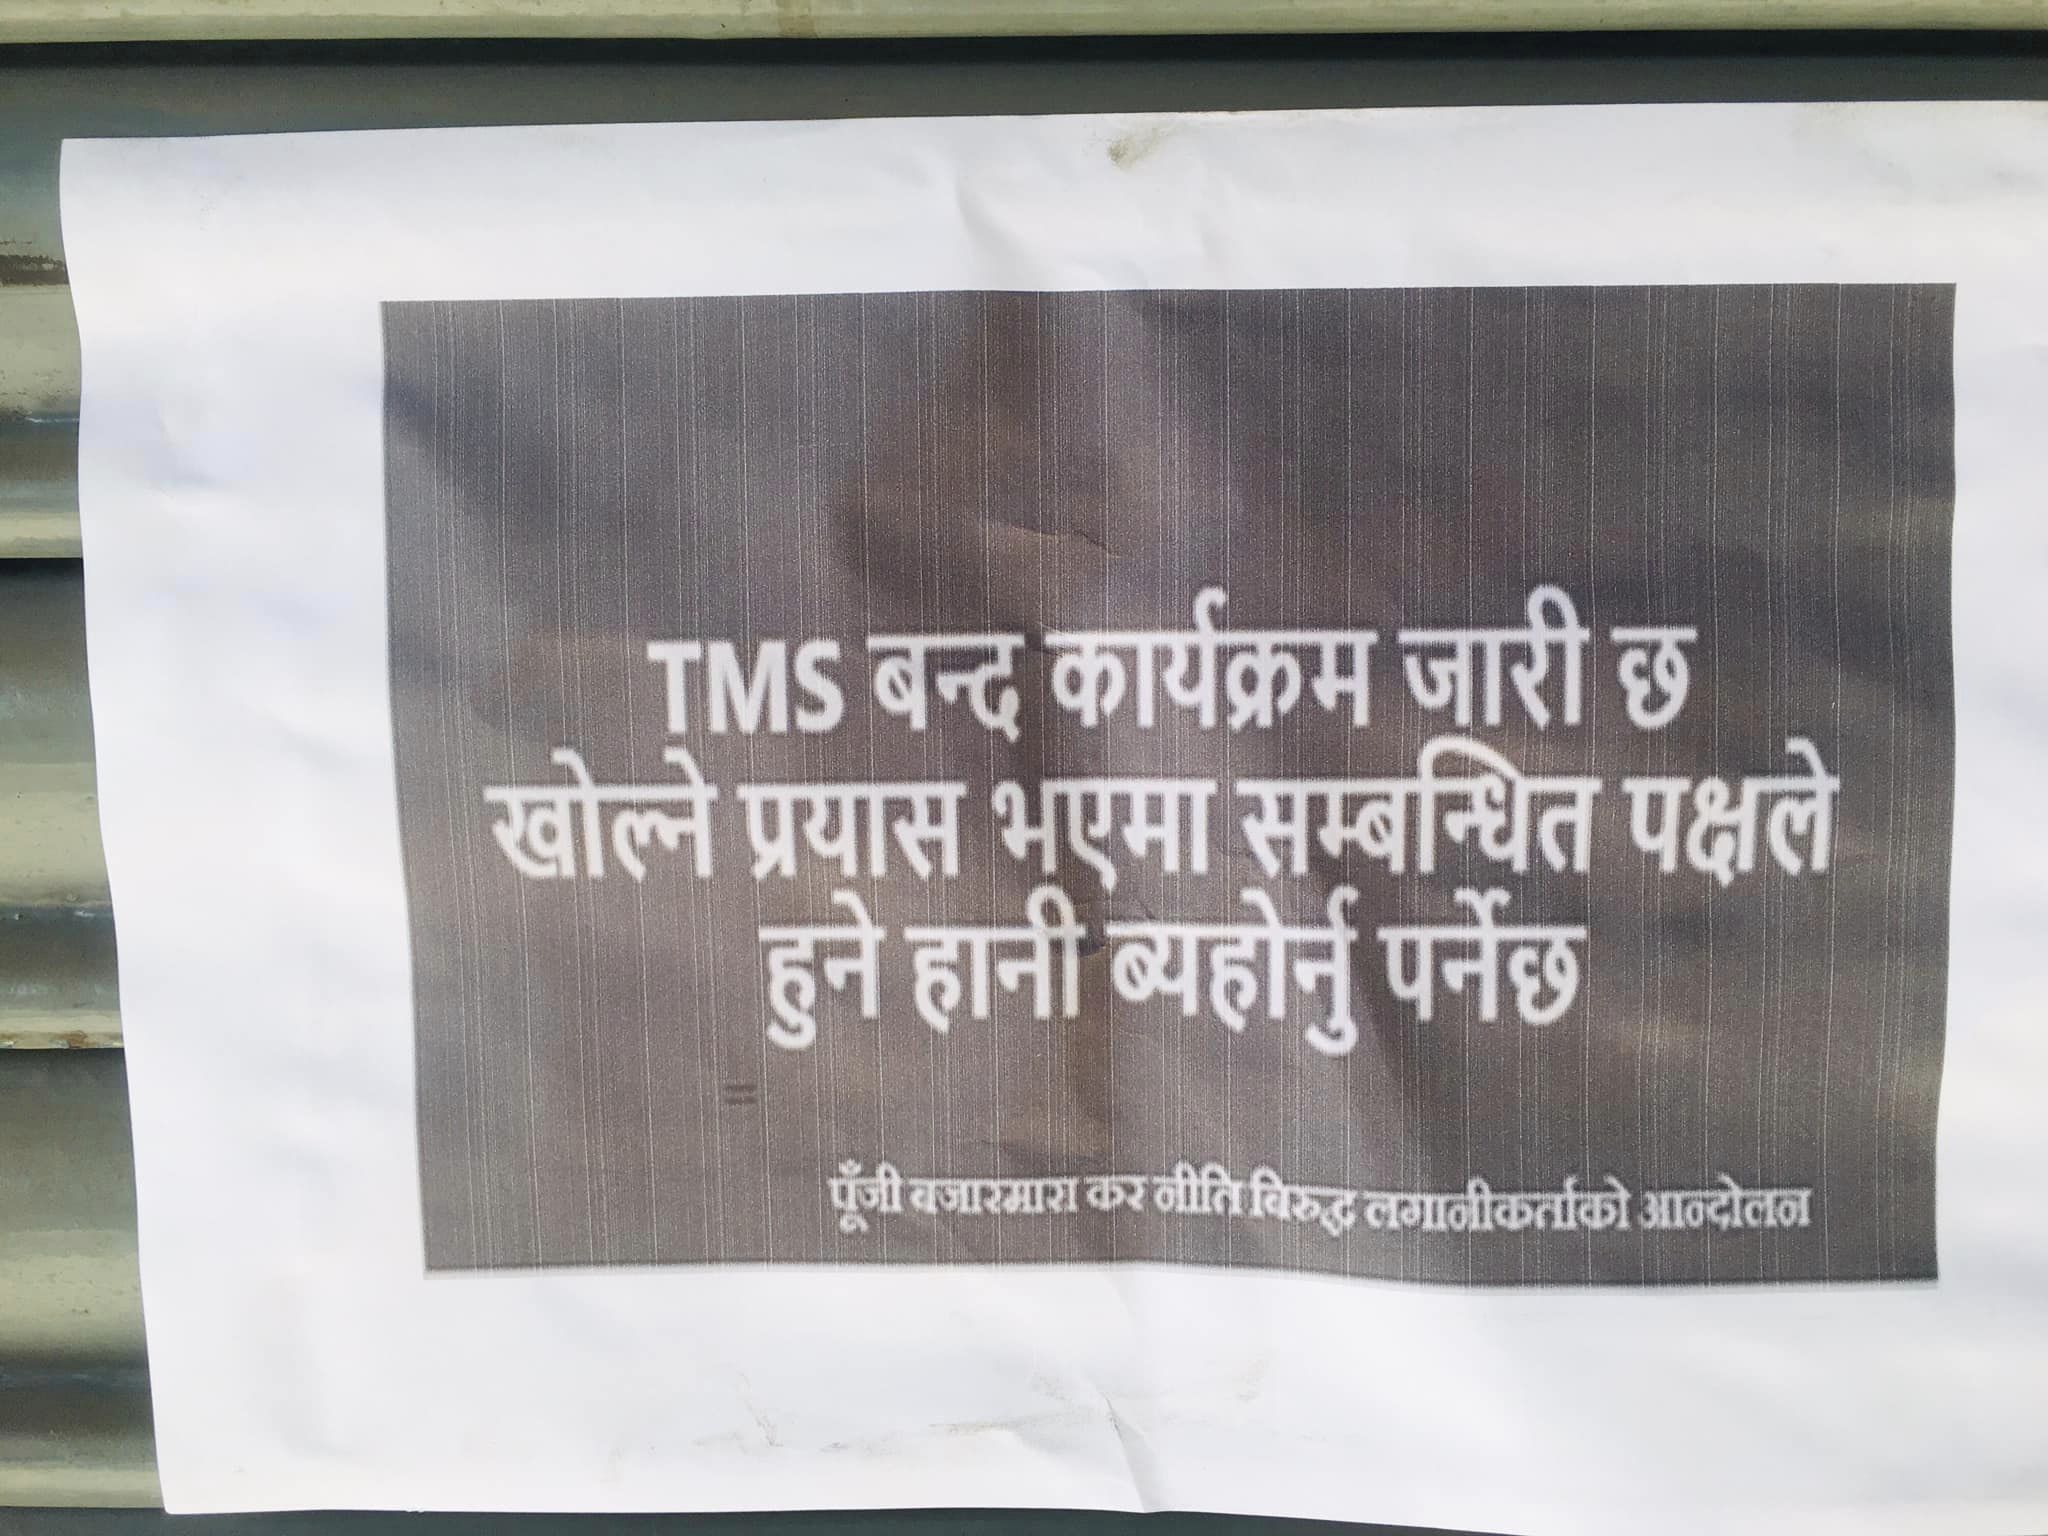 TMS बन्द कार्यक्रम जारी छ
खोल्ने प्रयास भएमा सम्बन्धित पक्षले
हुने हानी ब्यहोर्नु पर्नेछ
=
पूँजी बजारमारा कर नीति विरुद्ध लगानीकर्ताको आन्दोलन